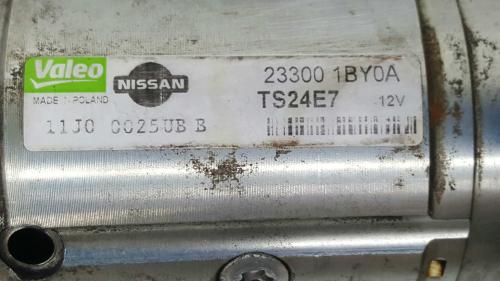 Valeo NISSAN 23300 1BY0A
MADE IN POLAND TS24E7 12V
11J0 0025UB B